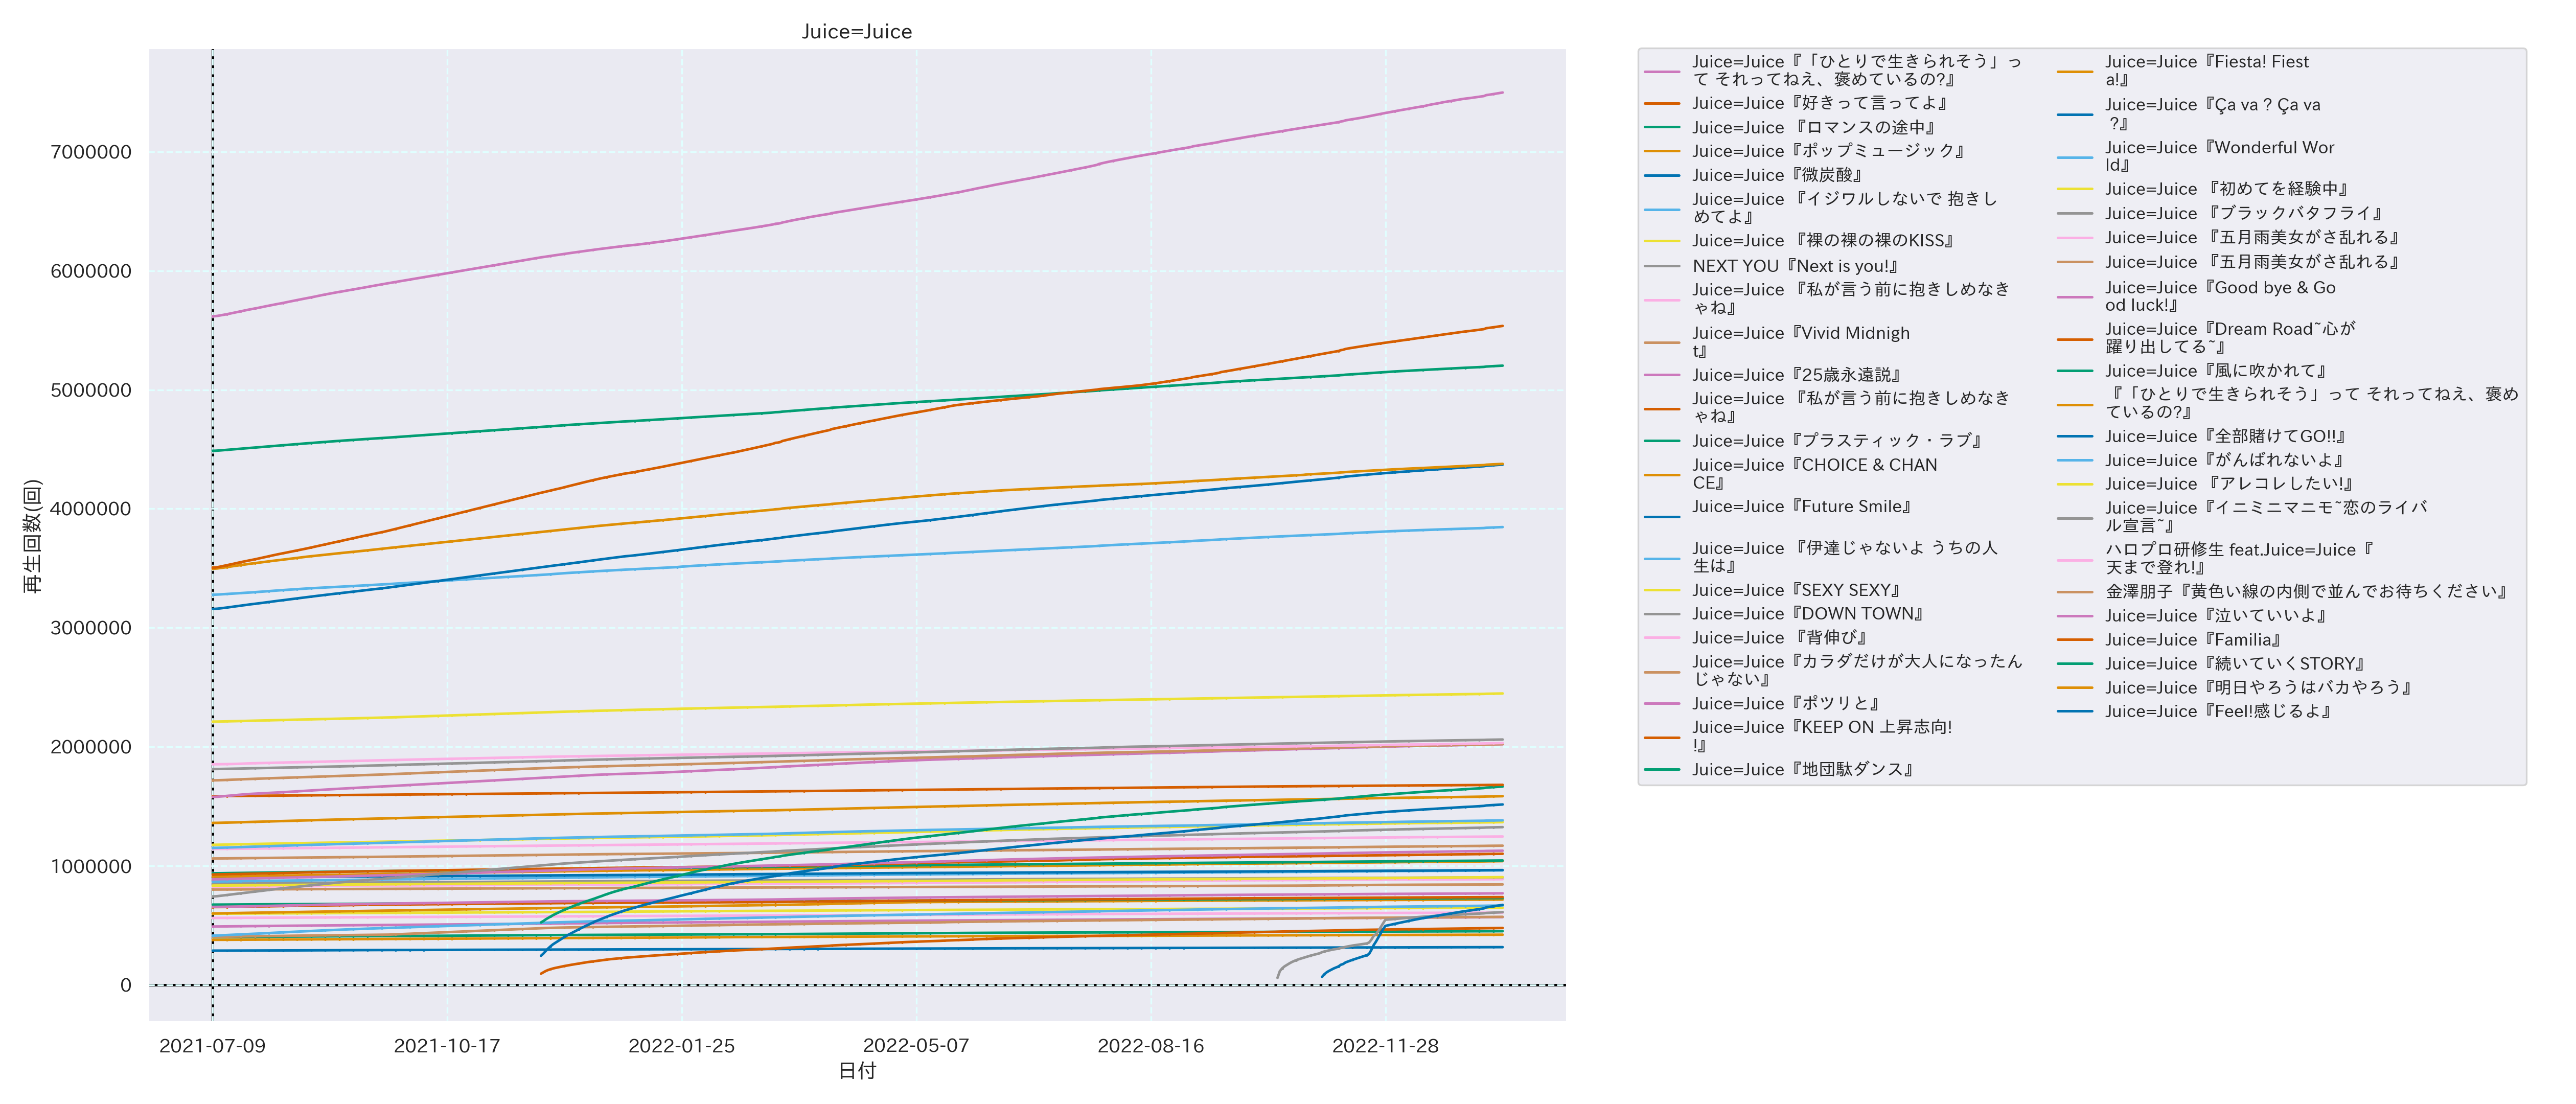 Juice=Juice
7000000
6000000
5000000
4000000
3000000
2000000
1000000
0
再生回数(回)
2021-07-09
2021-10-17
2022-01-25
2022-05-07
2022-08-16
2022-11-28
日付
Juice=Juice『「ひとりで生きられそう」っ
て それってねえ、褒めているの?』
Juice=Juice『好きって言ってよ』
Juice=Juice 『ロマンスの途中』
Juice=Juice『ポップミュージック』
Juice=Juice『微炭酸』
Juice=Juice 『イジワルしないで 抱きし
めてよ』
Juice=Juice 『裸の裸の裸のKISS』
NEXT YOU『Next is you!』
Juice=Juice 『私が言う前に抱きしめなき
ゃね』
Juice=Juice『Vivid Midnigh
t』
Juice=Juice『25歳永遠説』
Juice=Juice 『私が言う前に抱きしめなき
ゃね』
Juice=Juice『プラスティック・ラブ』
Juice=Juice『CHOICE & CHAN
CE』
Juice=Juice『Future Smile』
Juice=Juice 『伊達じゃないよ うちの人
生は』
Juice=Juice『SEXY SEXY』
Juice=Juice『DOWN TOWN』
Juice=Juice 『背伸び』
Juice=Juice『カラダだけが大人になったん
じゃない』
Juice=Juice『ポツリと』
Juice=Juice『KEEP ON 上昇志向!
!』
Juice=Juice『地団駄ダンス』
Juice=Juice『Fiesta! Fiest
a!』
Juice=Juice『Ça va ? Ça va
?』
Juice=Juice『Wonderful Wor
ld』
Juice=Juice 『初めてを経験中』
Juice=Juice 『ブラックバタフライ』
Juice=Juice 『五月雨美女がさ乱れる』
Juice=Juice 『五月雨美女がさ乱れる』
Juice=Juice『Good bye & Go
od luck!』
Juice=Juice『Dream Road~心が
躍り出してる~』
Juice=Juice『風に吹かれて』
『「ひとりで生きられそう」って それってねえ、褒め
ているの?』
Juice=Juice『全部賭けてGO!!』
Juice=Juice『がんばれないよ』
Juice=Juice 『アレコレしたい!』
Juice=Juice『イニミニマニモ~恋のライバ
ル宣言~』
ハロプロ研修生 feat.Juice=Juice『
天まで登れ!』
金澤朋子『黄色い線の内側で並んでお待ちください』
Juice=Juice『泣いていいよ』
Juice=Juice『Familia』
Juice=Juice『続いていくSTORY』
Juice=Juice『明日やろうはバカやろう』
Juice=Juice『Feel!感じるよ』